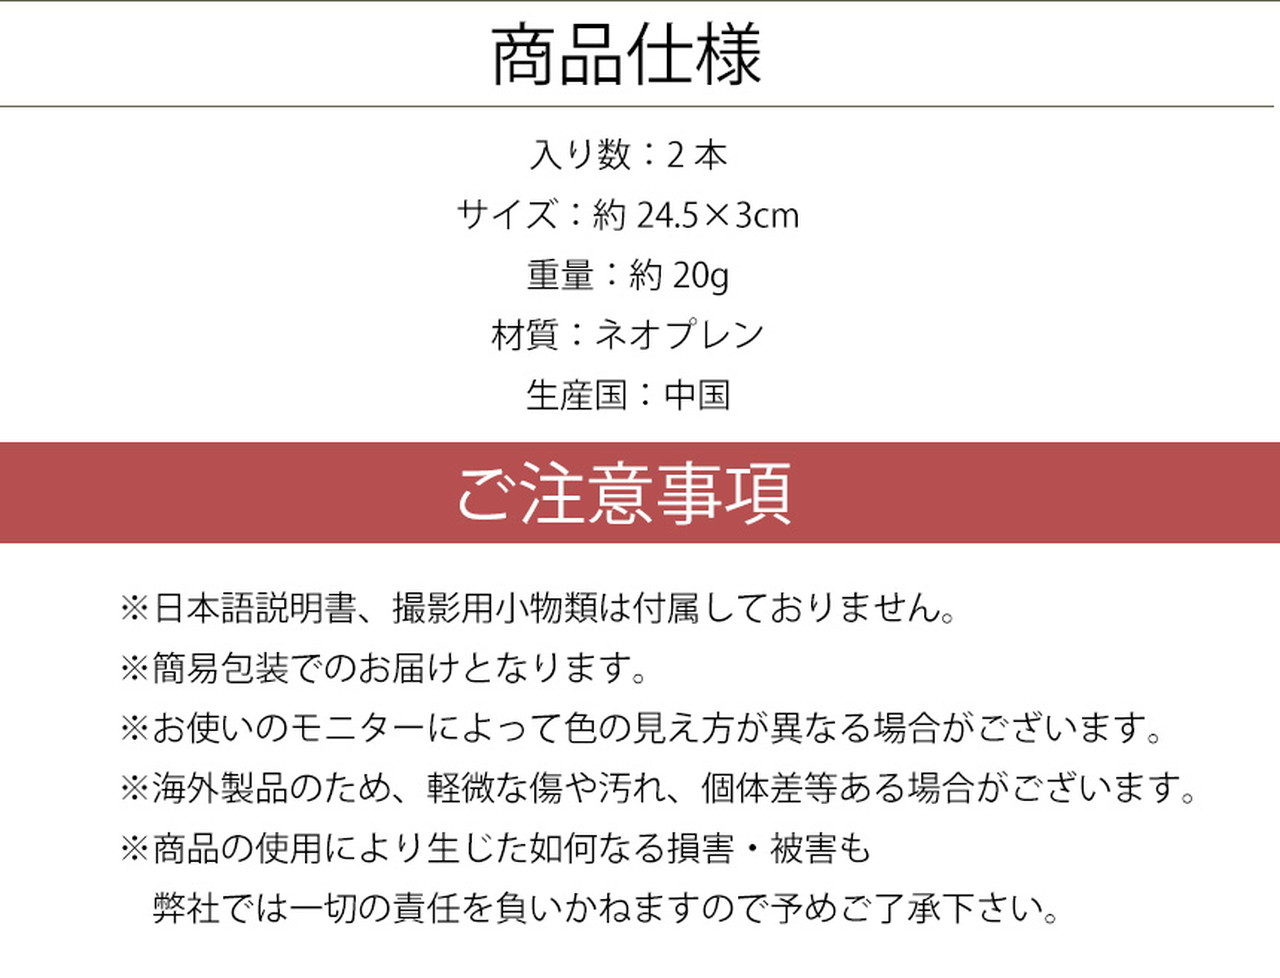 商品仕様
入り数：2 本
サイズ：約 24.5×3cm
重量：約 20g
材質：ネオプレン
生産国：中国
ご注意事項
※日本語説明書、撮影用小物類は付属しておりません。
※簡易包装でのお届けとなります。
※お使いのモニターによって色の見え方が異なる場合がございます。
※海外製品のため、軽微な傷や汚れ、個体差等ある場合がございます。
※商品の使用により生じた如何なる損害・被害も
弊社では一切の責任を負いかねますので予めご了承下さい。